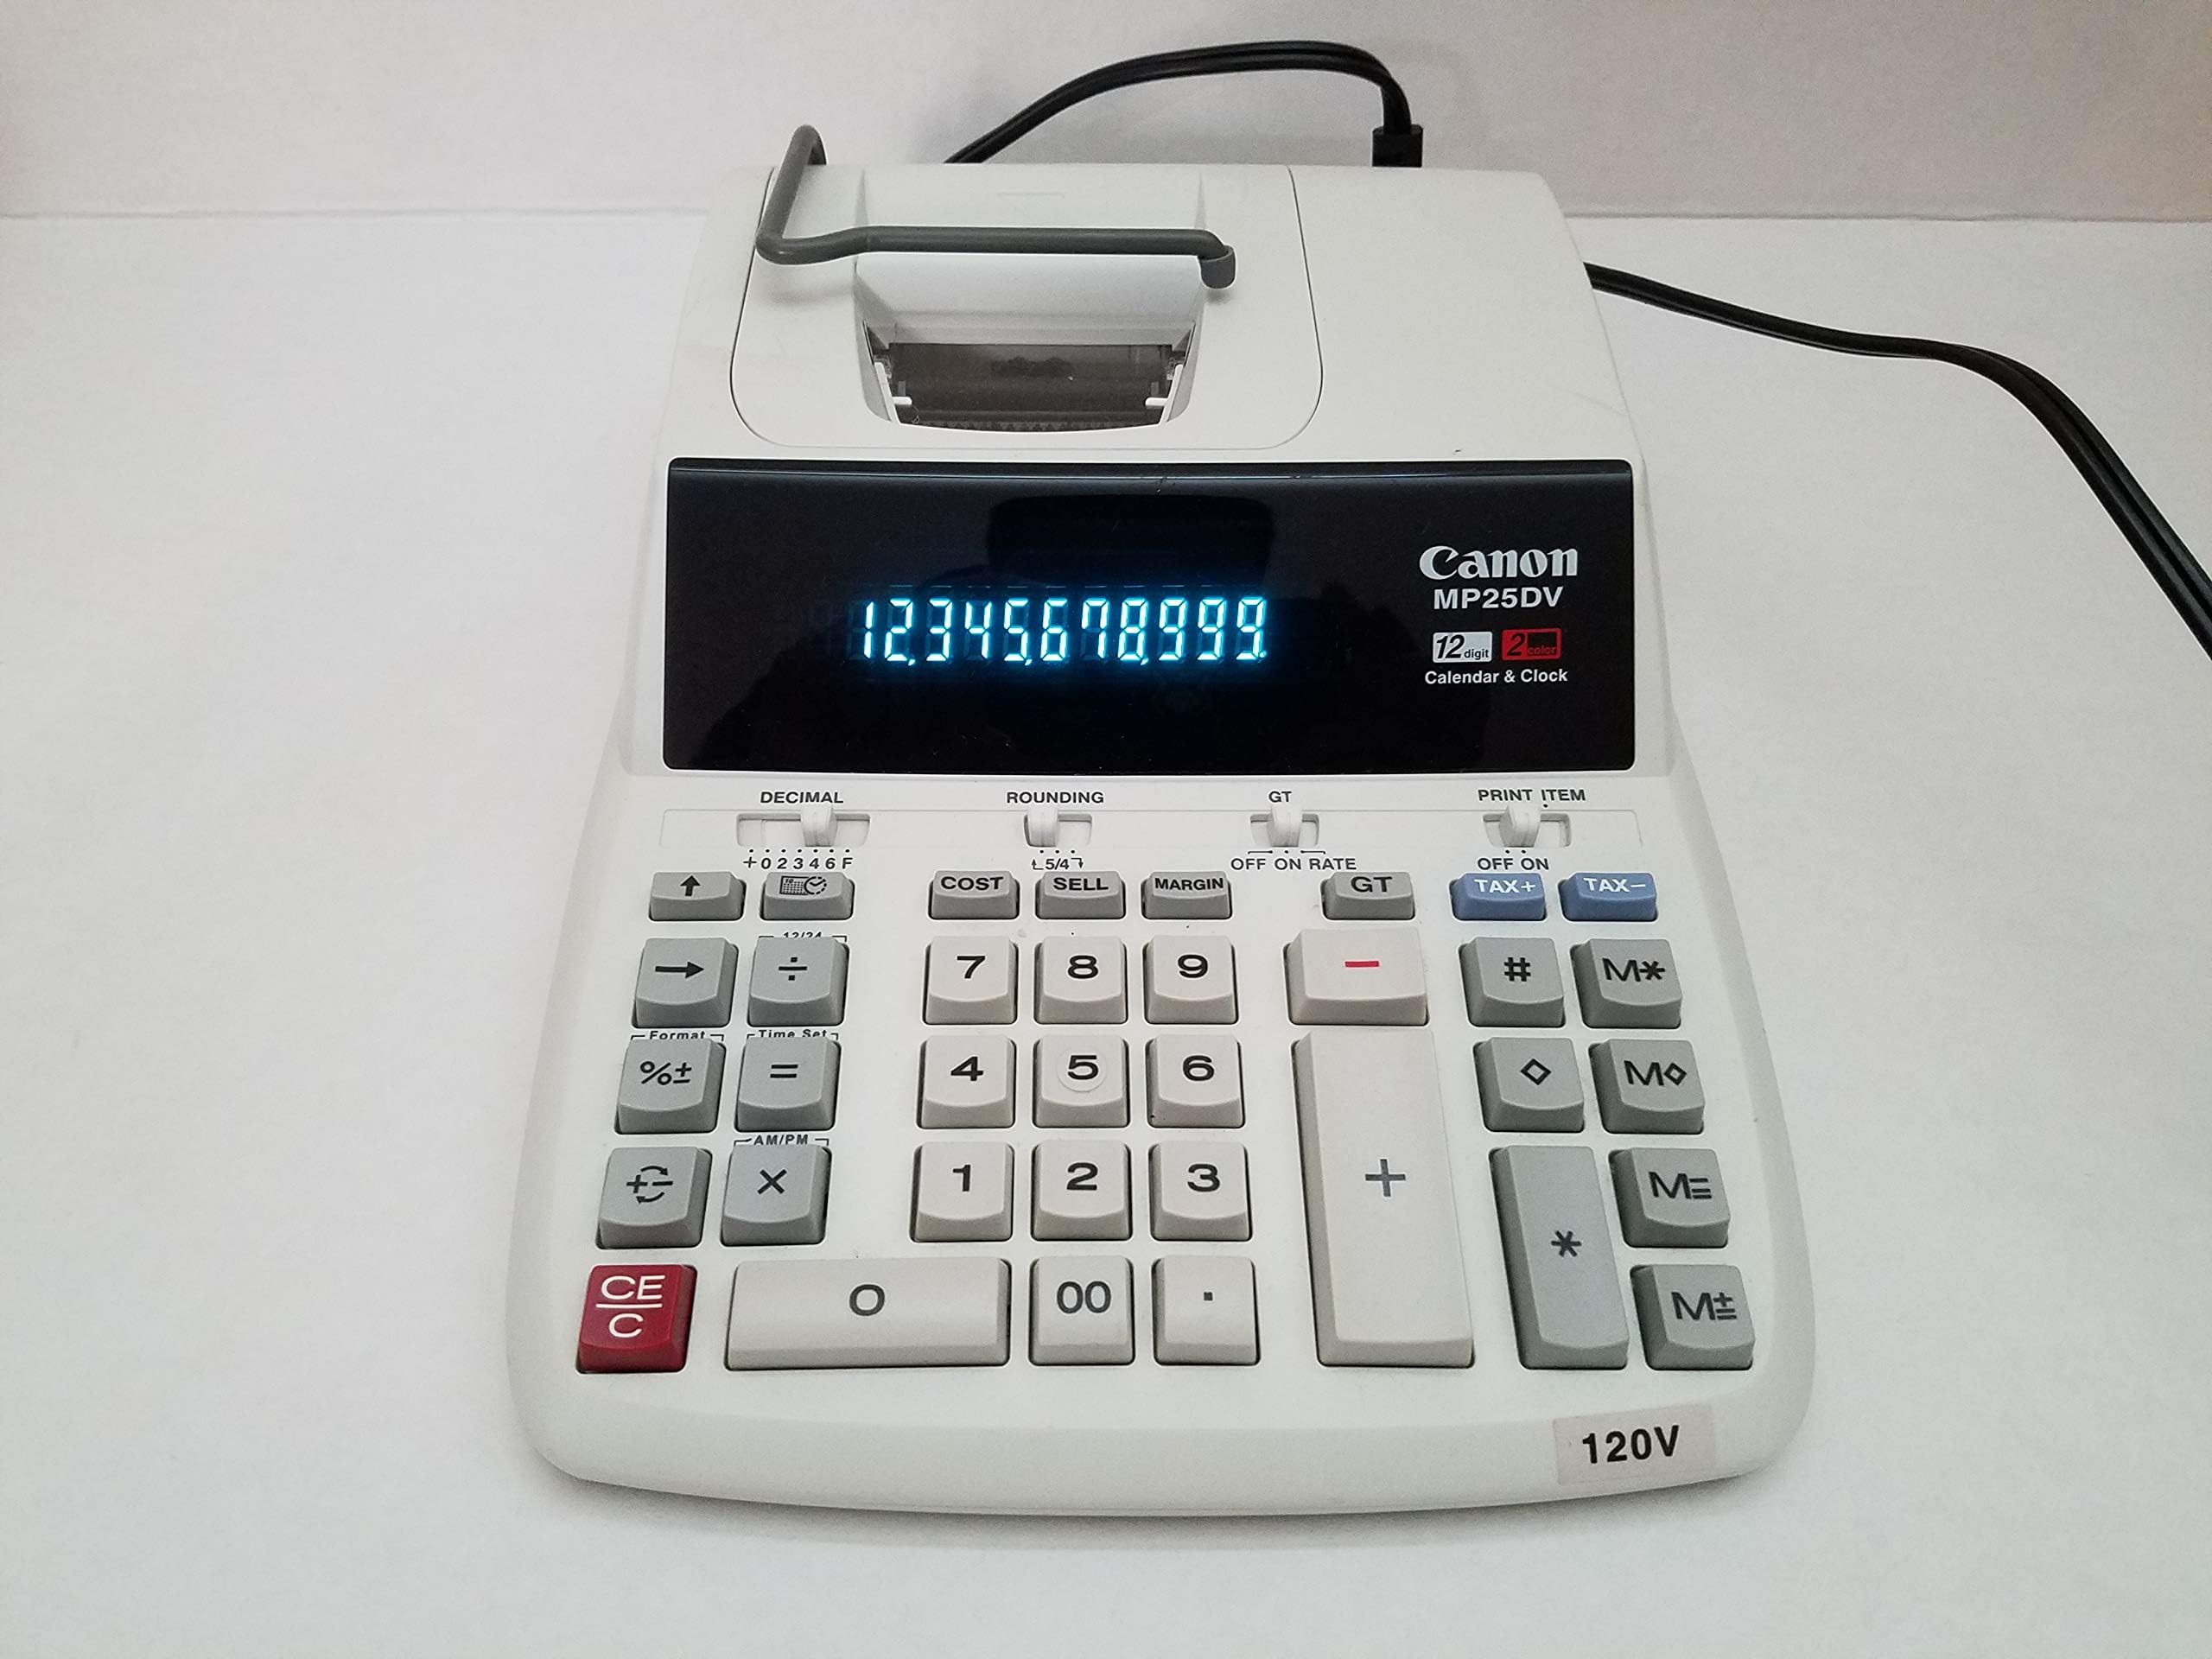 12,345,678,999.
Canon
MP25DV
12 digit 2 color
Calendar & Clock
DECIMAL ROUNDING GT PRINT ITEM
+ 0 2 3 4 6 F 5/4 OFF ON RATE OFF ON
↑ COST SELL MARGIN GT TAX+ TAX−
12/24
→ ÷ 7 8 9 − # M*
Format Time Set
%± = 4 5 6 ◇ M◇
AM/PM
+− × 1 2 3 + * M=
CE/C 0 00 . M±
120V